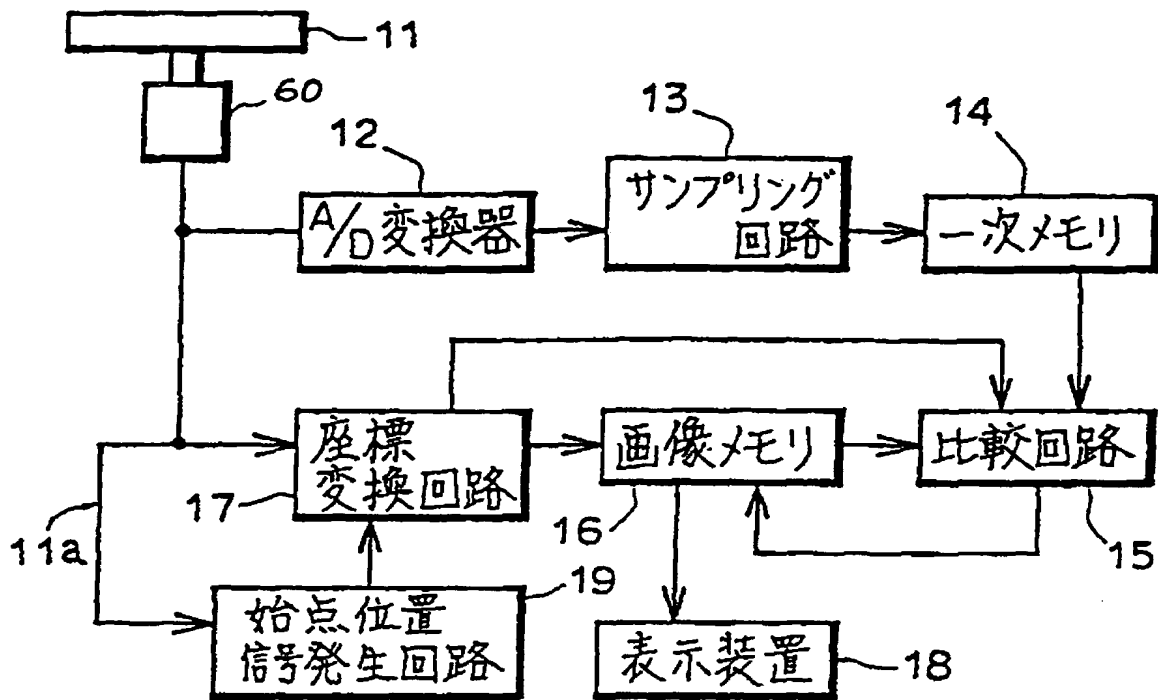 11
60
12
13
14
A/D変換器
サンプリング
回路
一次メモリ
座標
変換回路
画像メモリ
比較回路
17
16
15
11a
19
始点位置
信号発生回路
表示装置
18